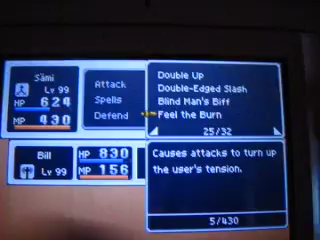 Sämi
Lv 99
HP 624
MP 430
Attack
Spells
Defend
Double Up
Double-Edged Slash
Blind Man's Biff
Feel the Burn
25/32
Bill
Lv 99
HP 830
MP 156
Causes attacks to turn up
the user's tension.
5/430